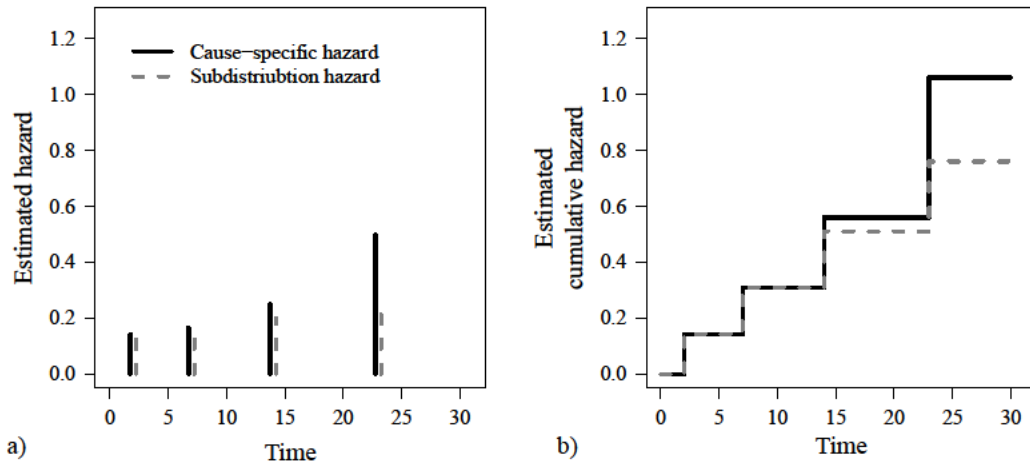 1.2
1.0
0.8
0.6
0.4
0.2
0.0
Estimated hazard
Cause−specific hazard
Subdistriubtion hazard
0 5 10 15 20 25 30
Time
a)
1.2
1.0
0.8
0.6
0.4
0.2
0.0
Estimated
cumulative hazard
0 5 10 15 20 25 30
Time
b)